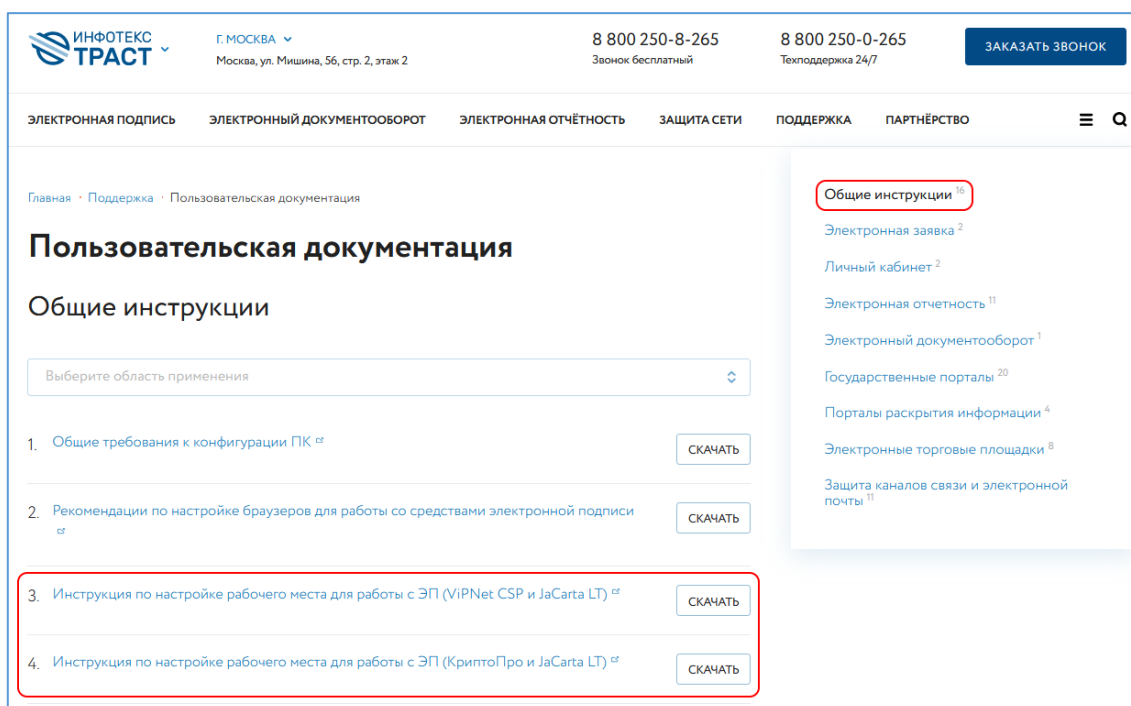 ИНФОТЕКС
ТРАСТ
Г. МОСКВА
Москва, ул. Мишина, 56, стр. 2, этаж 2
8 800 250-8-265
Звонок бесплатный
8 800 250-0-265
Техподдержка 24/7
ЗАКАЗАТЬ ЗВОНОК
ЭЛЕКТРОННАЯ ПОДПИСЬ
ЭЛЕКТРОННЫЙ ДОКУМЕНТООБОРОТ
ЭЛЕКТРОННАЯ ОТЧЁТНОСТЬ
ЗАЩИТА СЕТИ
ПОДДЕРЖКА
ПАРТНЁРСТВО
Главная · Поддержка · Пользовательская документация
Пользовательская документация
Общие инструкции
Выберите область применения
1. Общие требования к конфигурации ПК
СКАЧАТЬ
2. Рекомендации по настройке браузеров для работы со средствами электронной подписи
СКАЧАТЬ
3. Инструкция по настройке рабочего места для работы с ЭП (ViPNet CSP и JaCarta LT)
СКАЧАТЬ
4. Инструкция по настройке рабочего места для работы с ЭП (КриптоПро и JaCarta LT)
СКАЧАТЬ
Общие инструкции 16
Электронная заявка 2
Личный кабинет 2
Электронная отчетность 11
Электронный документооборот 1
Государственные порталы 20
Порталы раскрытия информации 4
Электронные торговые площадки 8
Защита каналов связи и электронной
почты 11